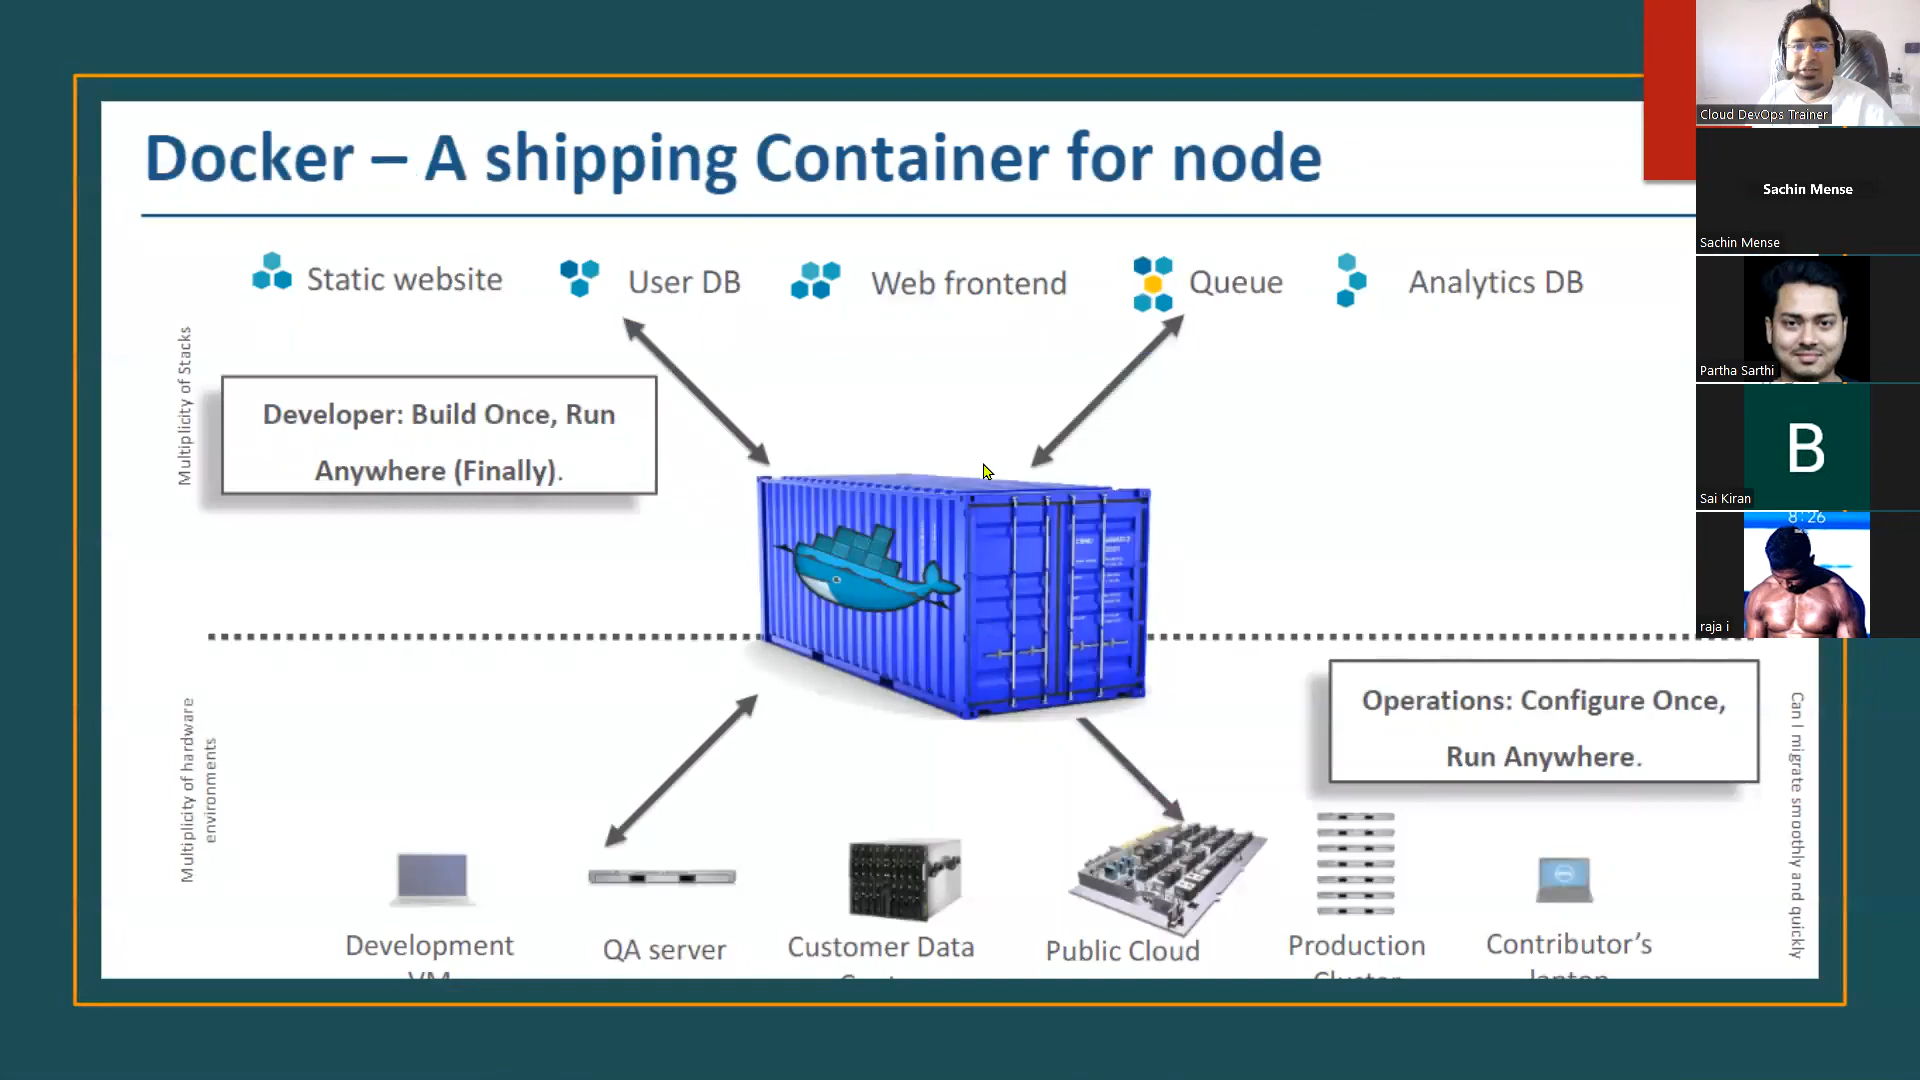 Docker – A shipping Container for node
Static website
User DB
Web frontend
Queue
Analytics DB
Multiplicity of Stacks
Developer: Build Once, Run
Anywhere (Finally).
Operations: Configure Once,
Run Anywhere.
Multiplicity of hardware
environments
Can I migrate smoothly and quickly
Development
VM
QA server
Customer Data
Public Cloud
Production
Cluster
Contributor’s
laptop
Cloud DevOps Trainer
Sachin Mense
Sachin Mense
Partha Sarthi
B
Sai Kiran
8:26
raja i